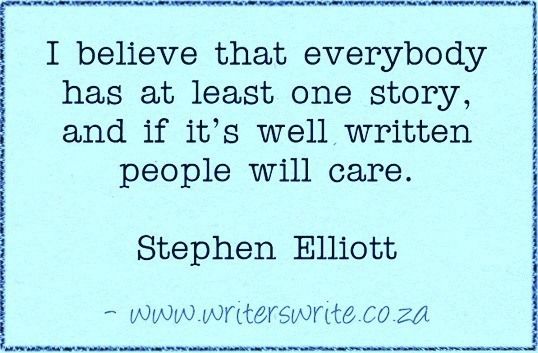 I believe that everybody
has at least one story,
and if it's well written
people will care.
Stephen Elliott
- www.writerswrite.co.za